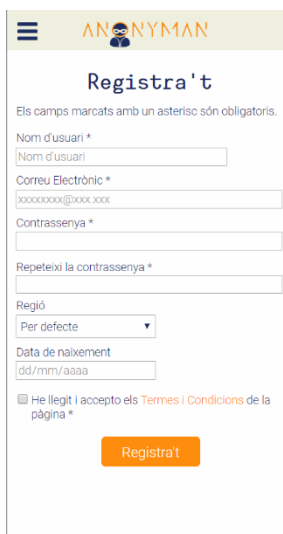 ANONYMAN
Registra't
Els camps marcats amb un asterisc són obligatoris.
Nom d'usuari *
Nom d'usuari
Correu Electrònic *
xxxxxxxx@xxx.xxx
Contrassenya *
Repeteixi la contrassenya *
Regió
Per defecte
Data de naixement
dd/mm/aaaa
He llegit i accepto els Termes i Condicions de la
pàgina *
Registra't